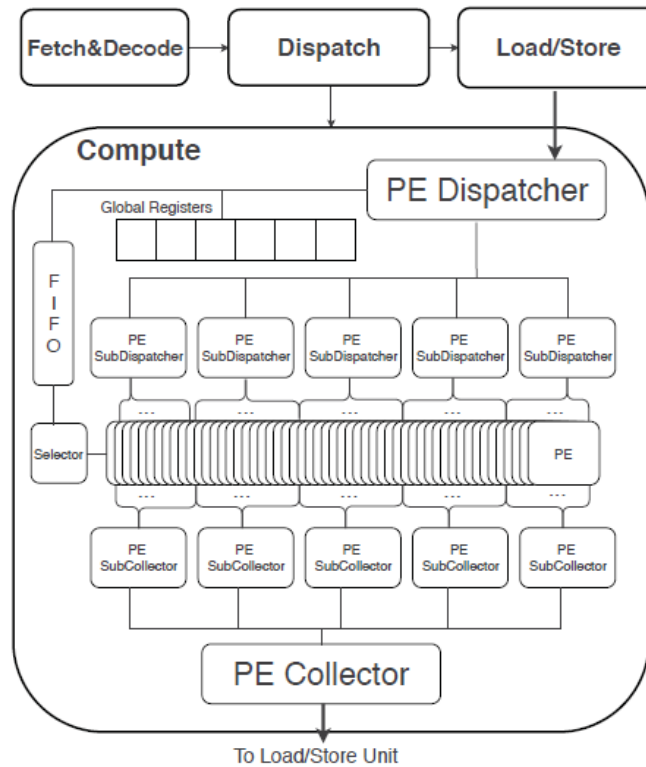 Fetch&Decode
Dispatch
Load/Store
Compute
PE Dispatcher
Global Registers
F
I
F
O
PE
SubDispatcher
PE
SubDispatcher
PE
SubDispatcher
PE
SubDispatcher
PE
SubDispatcher
...
...
...
...
...
Selector
PE
...
...
...
...
...
PE
SubCollector
PE
SubCollector
PE
SubCollector
PE
SubCollector
PE
SubCollector
PE Collector
To Load/Store Unit